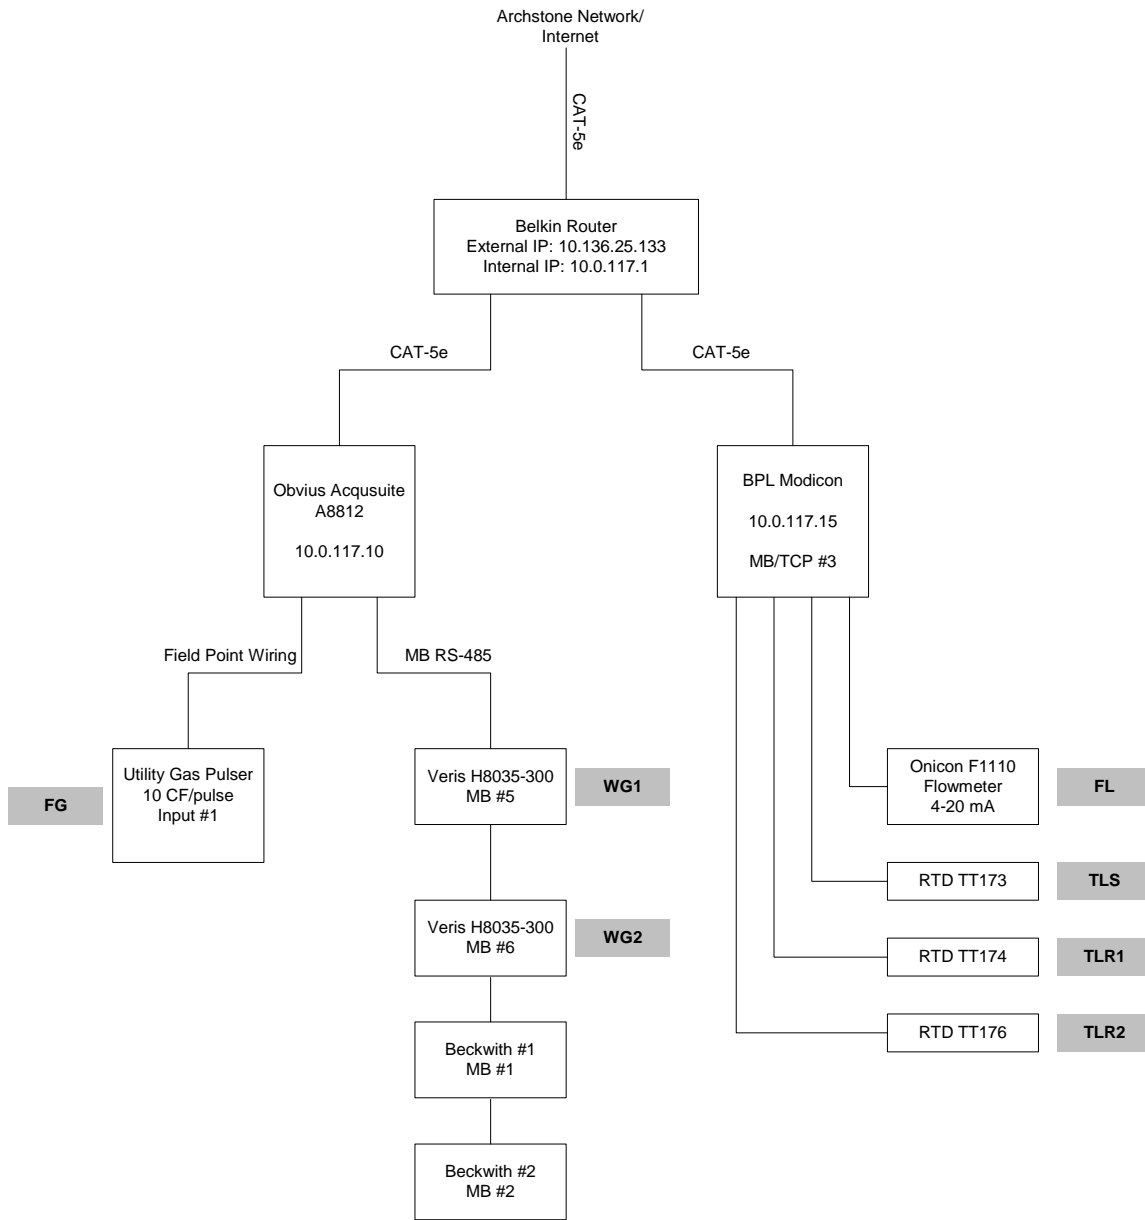 Archstone Network/
Internet
CAT-5e
Belkin Router
External IP: 10.136.25.133
Internal IP: 10.0.117.1
CAT-5e
CAT-5e
Obvius Acqusuite
A8812
10.0.117.10
BPL Modicon
10.0.117.15
MB/TCP #3
Field Point Wiring
MB RS-485
Utility Gas Pulser
10 CF/pulse
Input #1
FG
Veris H8035-300
MB #5
WG1
Onicon F1110
Flowmeter
4-20 mA
FL
RTD TT173
TLS
Veris H8035-300
MB #6
WG2
RTD TT174
TLR1
RTD TT176
TLR2
Beckwith #1
MB #1
Beckwith #2
MB #2